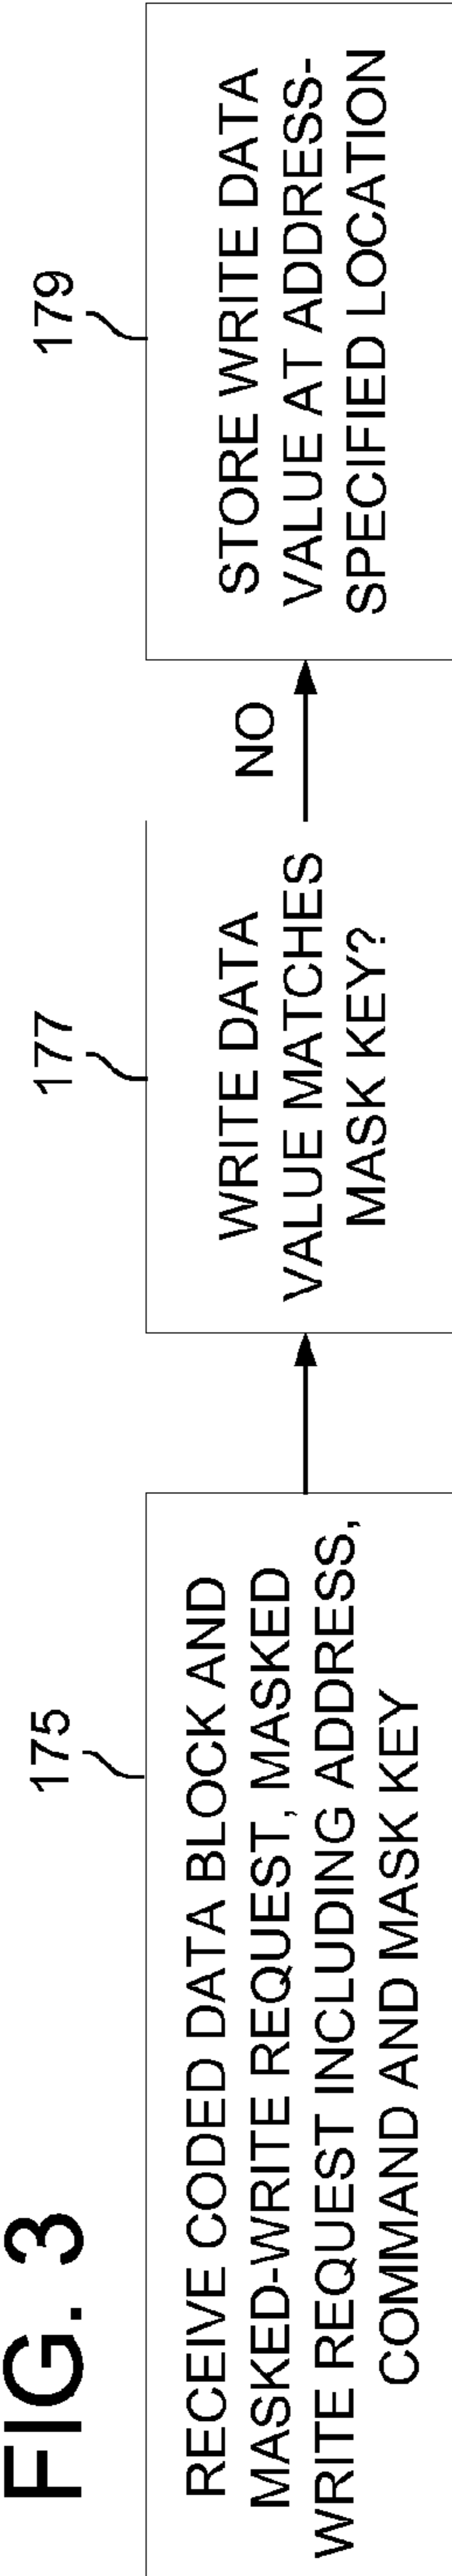 FIG. 3
175
RECEIVE CODED DATA BLOCK AND
MASKED-WRITE REQUEST, MASKED
WRITE REQUEST INCLUDING ADDRESS,
COMMAND AND MASK KEY
177
WRITE DATA
VALUE MATCHES
MASK KEY?
NO
179
STORE WRITE DATA
VALUE AT ADDRESS-
SPECIFIED LOCATION